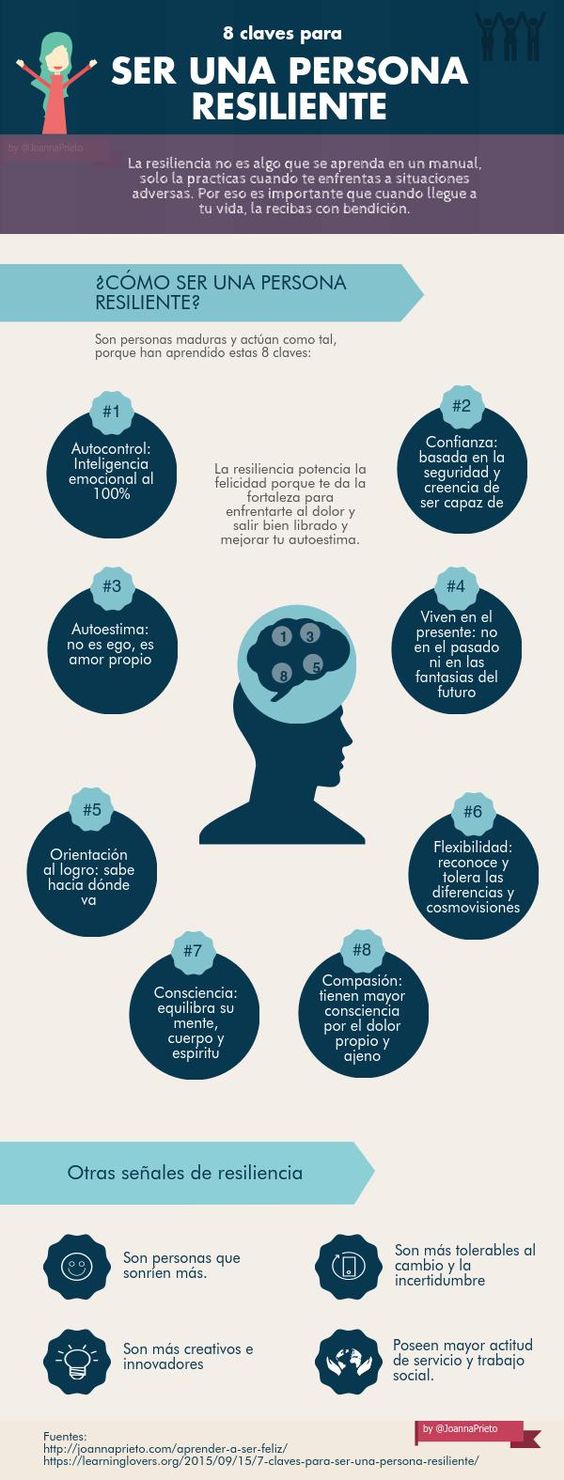 8 claves para
SER UNA PERSONA
RESILIENTE
by @JoannaPrieto
La resiliencia no es algo que se aprenda en un manual,
solo la practicas cuando te enfrentas a situaciones
adversas. Por eso es importante que cuando llegue a
tu vida, la recibas con bendición.
¿CÓMO SER UNA PERSONA
RESILIENTE?
Son personas maduras y actúan como tal,
porque han aprendido estas 8 claves:
#1
Autocontrol:
Inteligencia
emocional al
100%
#2
Confianza:
basada en la
seguridad y
creencia de
ser capaz de
La resiliencia potencia la
felicidad porque te da la
fortaleza para
enfrentarte al dolor y
salir bien librado y
mejorar tu autoestima.
#3
Autoestima:
no es ego, es
amor propio
#4
Viven en el
presente: no
en el pasado
ni en las
fantasias del
futuro
1 3
8 5
#5
Orientación
al logro: sabe
hacia dónde
va
#6
Flexibilidad:
reconoce y
tolera las
diferencias y
cosmovisiones
#7
Consciencia:
equilibra su
mente,
cuerpo y
espíritu
#8
Compasión:
tienen mayor
consciencia
por el dolor
propio y
ajeno
Otras señales de resiliencia
Son personas que
sonríen más.
Son más tolerables al
cambio y la
incertidumbre
Son más creativos e
innovadores
Poseen mayor actitud
de servicio y trabajo
social.
by @JoannaPrieto
Fuentes:
http://joannaprieto.com/aprender-a-ser-feliz/
https://learninglovers.org/2015/09/15/7-claves-para-ser-una-persona-resiliente/